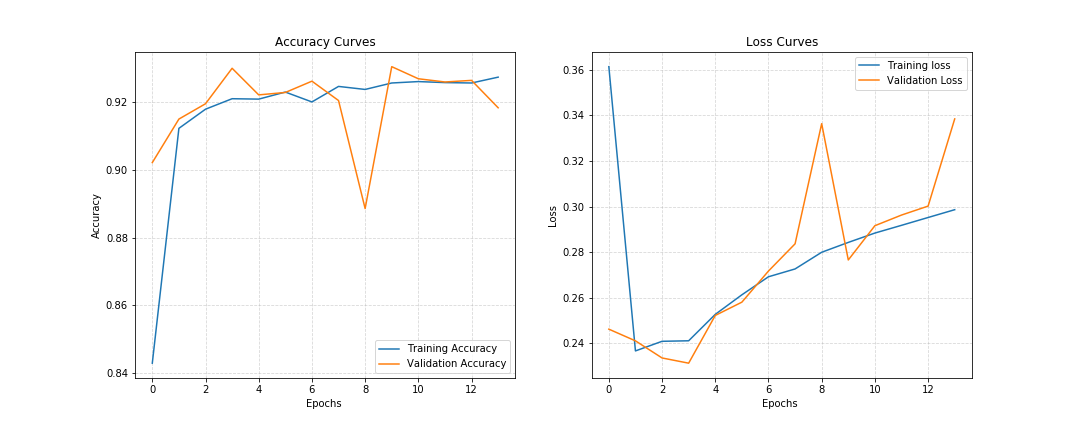 Accuracy Curves
0.92
0.90
0.88
0.86
0.84
Accuracy
0 2 4 6 8 10 12
Epochs
Training Accuracy
Validation Accuracy
Loss Curves
0.36
0.34
0.32
0.30
0.28
0.26
0.24
Loss
0 2 4 6 8 10 12
Epochs
Training loss
Validation Loss